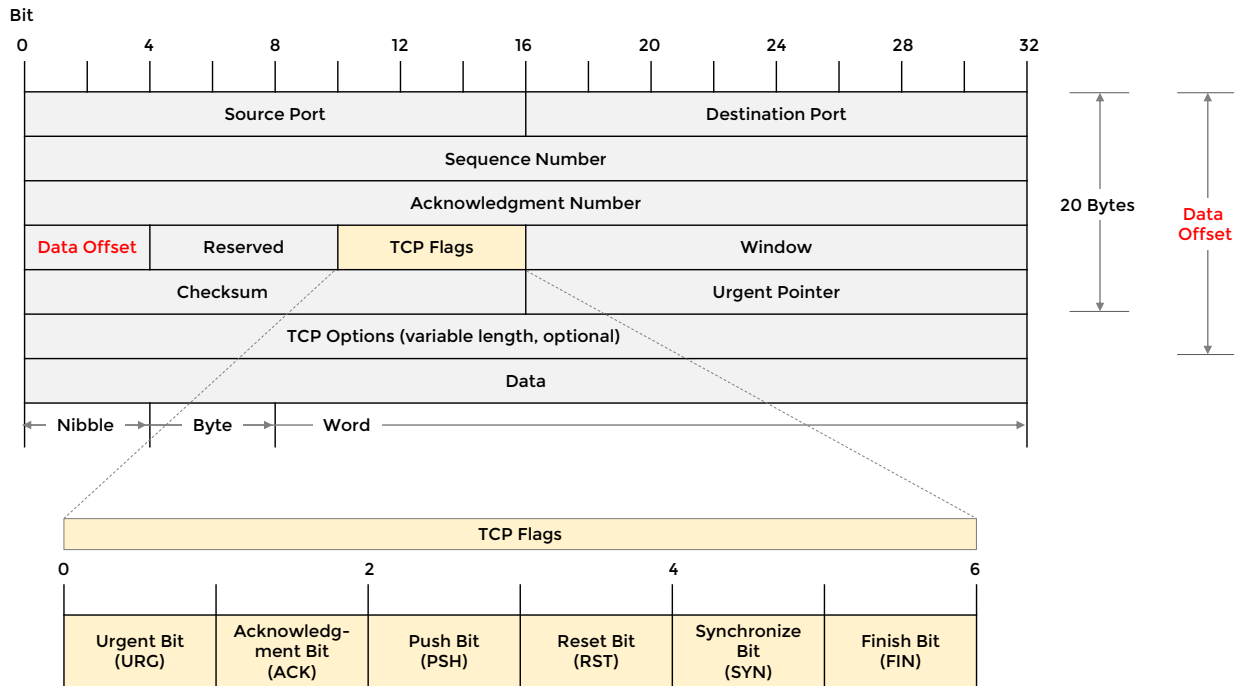 Bit
0 4 8 12 16 20 24 28 32
Source Port Destination Port
Sequence Number
Acknowledgment Number
20 Bytes
Data
Offset
Data Offset Reserved TCP Flags Window
Checksum Urgent Pointer
TCP Options (variable length, optional)
Data
Nibble Byte Word
TCP Flags
0 2 4 6
Urgent Bit
(URG)
Acknowledg-
ment Bit
(ACK)
Push Bit
(PSH)
Reset Bit
(RST)
Synchronize
Bit
(SYN)
Finish Bit
(FIN)